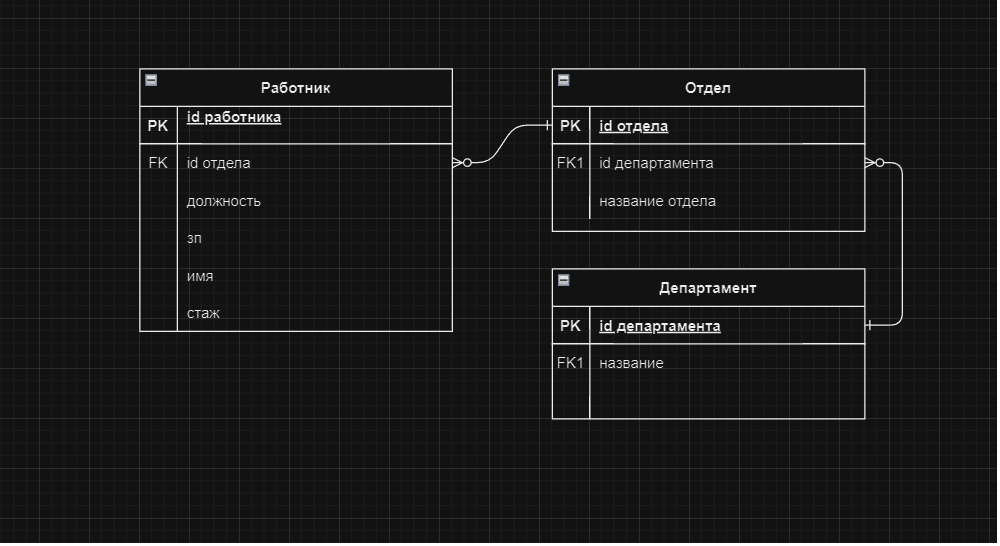 Работник
PK id работника
FK id отдела
должность
зп
имя
стаж
Отдел
PK id отдела
FK1 id департамента
название отдела
Департамент
PK id департамента
FK1 название